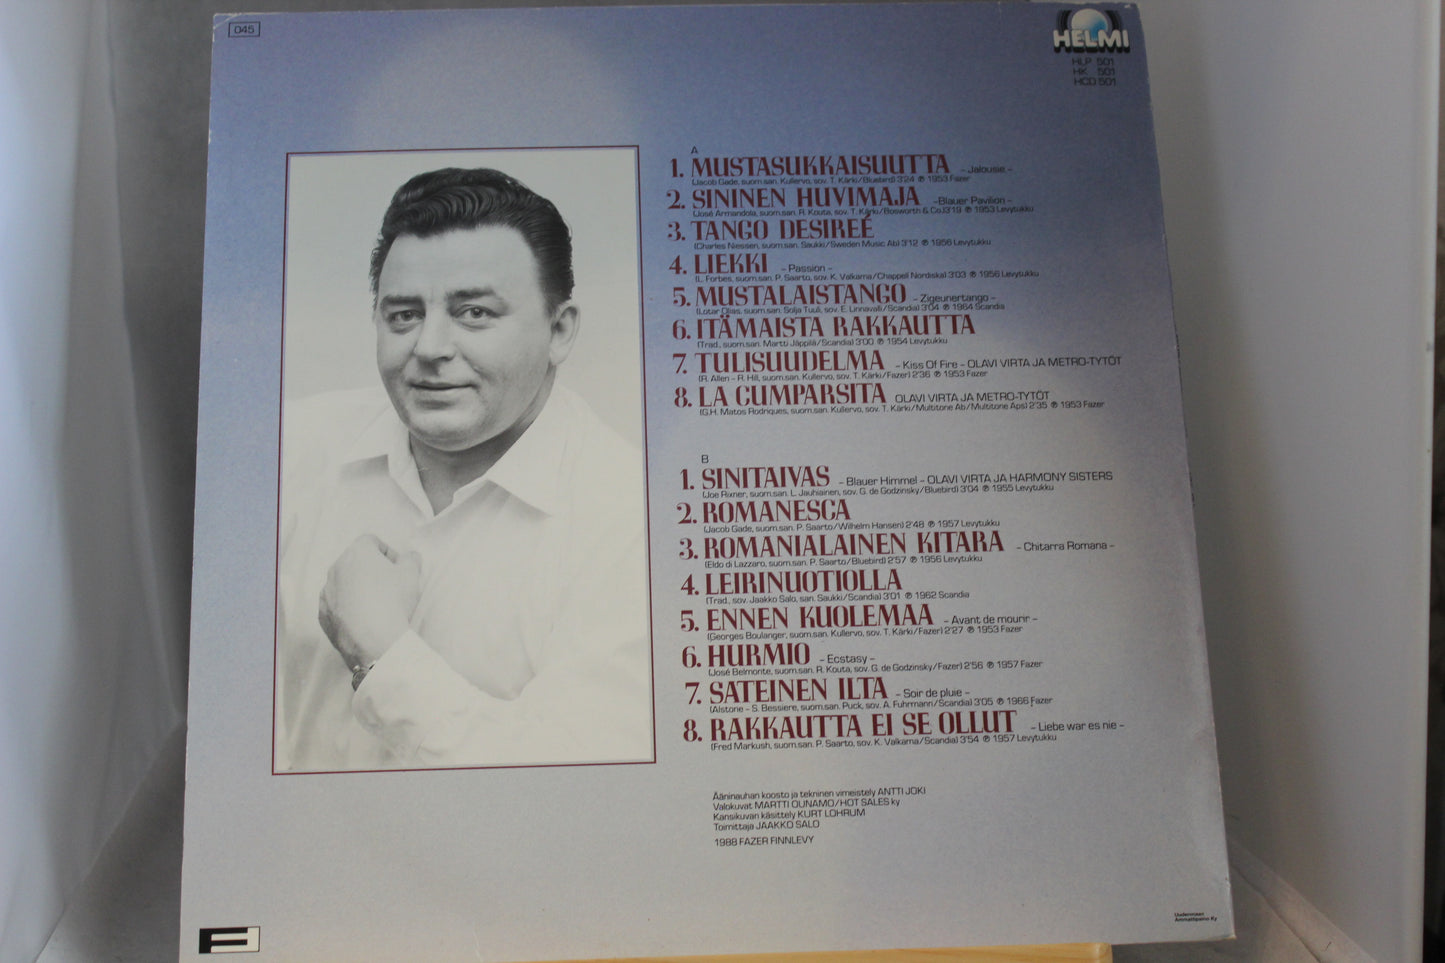 045
HELMI
HLP 501
HK 501
HCD 501
A
1. MUSTASUKKAISUUTTA – Jalousie –
(Jacob Gade, suom.san. Kullervo, sov. T. Kärki/Bluebird) 3'24 ℗ 1953 Fazer
2. SININEN HUVIMAJA –Blauer Pavillon –
(José Armandola, suom.san. R. Kouta, sov. T. Kärki/Bosworth & Co.)3'19 ℗ 1953 Levytukku
3. TANGO DESIREÉ
(Charles Niessen, suom.san. Saukki/Sweden Music Ab) 3'12 ℗ 1956 Levytukku
4. LIEKKI – Passion –
(L. Forbes, suom.san. P. Saarto, sov. K. Valkama/Chappell Nordiska) 3'03 ℗ 1956 Levytukku
5. MUSTALAISTANGO – Zigeunertango –
(Lotar Olias, suom.san. Solja Tuuli, sov. E. Linnavalli/Scandia) 3'04 ℗ 1964 Scandia
6. ITÄMAISTA RAKKAUTTA
(Trad., suom.san. Martti Jäppilä/Scandia) 3'00 ℗ 1954 Levytukku
7. TULISUUDELMA – Kiss Of Fire – OLAVI VIRTA JA METRO-TYTÖT
(R. Allen – R. Hill, suom.san. Kullervo, sov. T. Kärki/Fazer) 2'36 ℗ 1953 Fazer
8. LA CUMPARSITA OLAVI VIRTA JA METRO-TYTÖT
(G.H. Matos Rodriques, suom.san. Kullervo, sov. T. Kärki/Multitone Ab/Multitone Aps) 2'35 ℗ 1953 Fazer
B
1. SINITAIVAS – Blauer Himmel – OLAVI VIRTA JA HARMONY SISTERS
(Joe Rixner, suom.san. L. Jauhiainen, sov. G. de Godzinsky/Bluebird) 3'04 ℗ 1955 Levytukku
2. ROMANESCA
(Jacob Gade, suom.san. P. Saarto/Wilhelm Hansen) 2'48 ℗ 1957 Levytukku
3. ROMANIALAINEN KITARA – Chitarra Romana –
(Eldo di Lazzaro, suom.san. P. Saarto/Bluebird) 2'57 ℗ 1956 Levytukku
4. LEIRINUOTIOLLA
(Trad., sov. Jaakko Salo, san. Saukki/Scandia) 3'01 ℗ 1962 Scandia
5. ENNEN KUOLEMAA – Avant de mourir –
(Georges Boulanger, suom.san. Kullervo, sov. T. Kärki/Fazer) 2'27 ℗ 1953 Fazer
6. HURMIO – Ecstasy –
(José Belmonte, suom.san. R. Kouta, sov. G. de Godzinsky/Fazer) 2'56 ℗ 1957 Fazer
7. SATEINEN ILTA – Soir de pluie –
(Alstone – S. Bessiere, suom.san. Puck, sov. A. Fuhrmann/Scandia) 3'05 ℗ 1966 Fazer
8. RAKKAUTTA EI SE OLLUT – Liebe war es nie –
(Fred Markush, suom.san. P. Saarto, sov. K. Valkama/Scandia) 3'54 ℗ 1957 Levytukku
Ääninauhan koosto ja tekninen viimeistely ANTTI JOKI
Valokuvat MARTTI OUNAMO/HOT SALES ky
Kansikuvan käsittely KURT LOHRUM
Toimittaja JAAKKO SALO
1988 FAZER FINNLEVY
Uudenmaan
Ammattipaino Ky
F